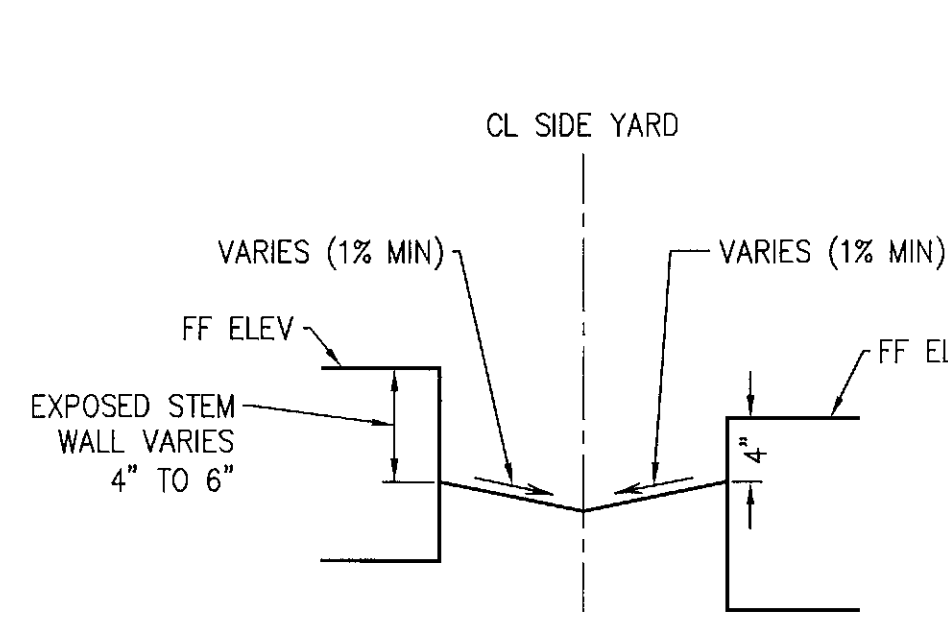 CL SIDE YARD
VARIES (1% MIN)
VARIES (1% MIN)
FF ELEV
FF
EXPOSED STEM
WALL VARIES
4" TO 6"
4"